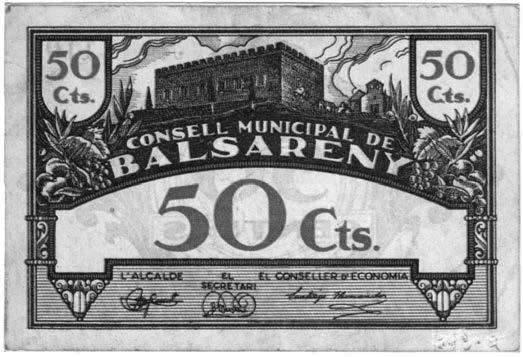 50
Cts.
50
Cts.
CONSELL MUNICIPAL DE
BALSARENY
50 Cts.
L'ALCALDE
EL
SECRETARI
EL CONSELLER D'ECONOMIA